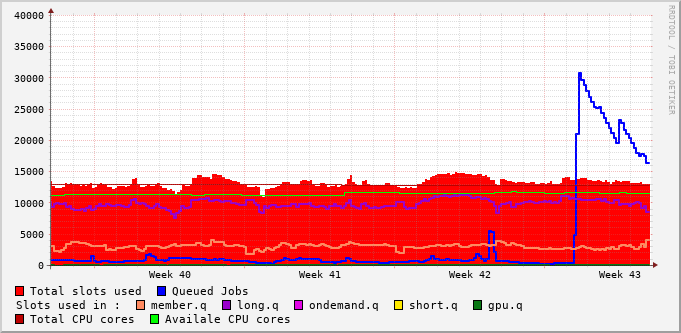 RRDTOOL / TOBI OETIKER
40000
35000
30000
25000
20000
15000
10000
5000
0
Week 40 Week 41 Week 42 Week 43
Total slots used Queued Jobs
Slots used in : member.q long.q ondemand.q short.q gpu.q
Total CPU cores Availale CPU cores